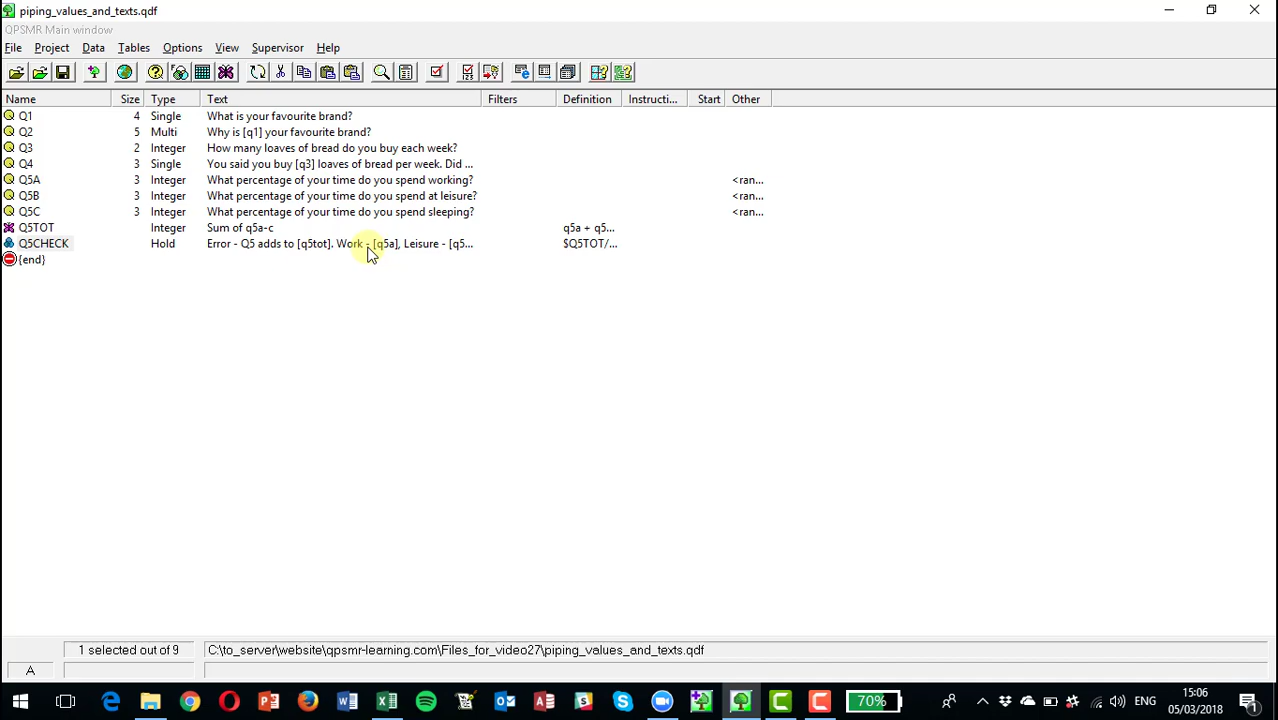 piping_values_and_texts.qdf
QPSMR Main window
File Project Data Tables Options View Supervisor Help
Name Size Type Text Filters Definition Instructi... Start Other
Q1 4 Single What is your favourite brand?
Q2 5 Multi Why is [q1] your favourite brand?
Q3 2 Integer How many loaves of bread do you buy each week?
Q4 3 Single You said you buy [q3] loaves of bread per week. Did ...
Q5A 3 Integer What percentage of your time do you spend working? <ran...
Q5B 3 Integer What percentage of your time do you spend at leisure? <ran...
Q5C 3 Integer What percentage of your time do you spend sleeping? <ran...
Q5TOT Integer Sum of q5a-c q5a + q5...
Q5CHECK Hold Error - Q5 adds to [q5tot]. Work - [q5a], Leisure - [q5... $Q5TOT/...
{end}
1 selected out of 9 C:\to_server\website\qpsmr-learning.com\Files_for_video27\piping_values_and_texts.qdf
A
70% ENG 15:06
05/03/2018 1